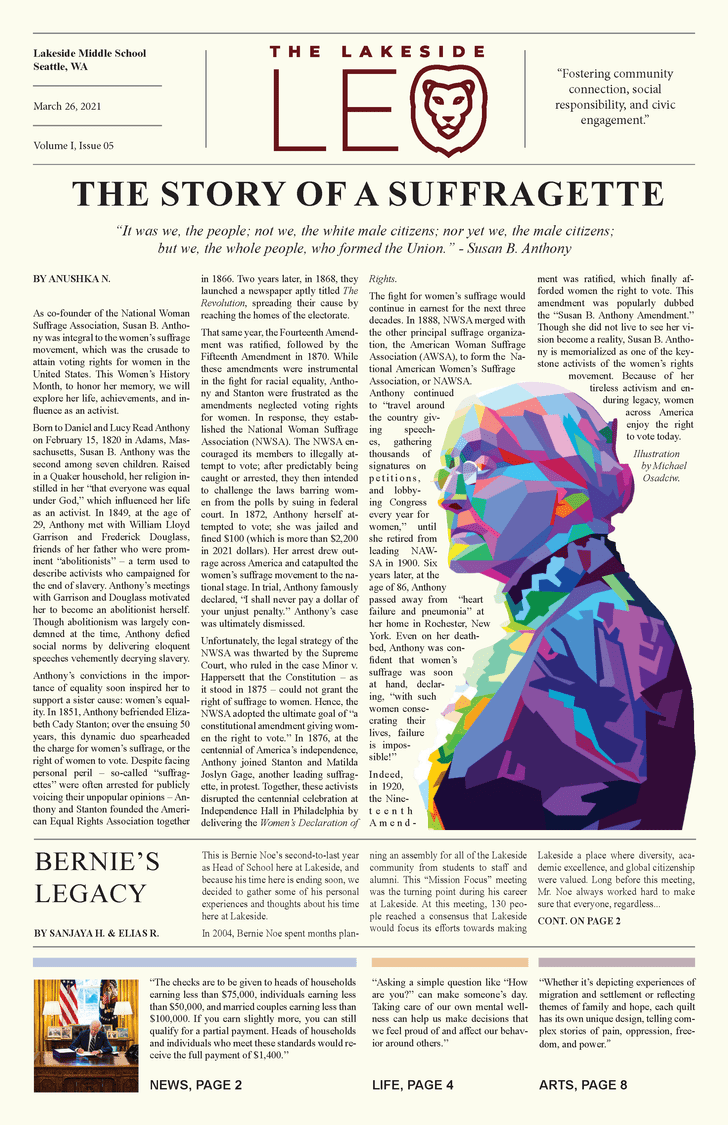 Lakeside Middle School
Seattle, WA
March 26, 2021
Volume I, Issue 05
THE LAKESIDE
LEO
“Fostering community
connection, social
responsibility, and civic
engagement.”
THE STORY OF A SUFFRAGETTE
“It was we, the people; not we, the white male citizens; nor yet we, the male citizens;
but we, the whole people, who formed the Union.” - Susan B. Anthony
BY ANUSHKA N.
As co-founder of the National Woman
Suffrage Association, Susan B. Antho-
ny was integral to the women’s suffrage
movement, which was the crusade to
attain voting rights for women in the
United States. This Women’s History
Month, to honor her memory, we will
explore her life, achievements, and in-
fluence as an activist.
Born to Daniel and Lucy Read Anthony
on February 15, 1820 in Adams, Mas-
sachusetts, Susan B. Anthony was the
second among seven children. Raised
in a Quaker household, her religion in-
stilled in her “that everyone was equal
under God,” which influenced her life
as an activist. In 1849, at the age of
29, Anthony met with William Lloyd
Garrison and Frederick Douglass,
friends of her father who were prom-
inent “abolitionists” – a term used to
describe activists who campaigned for
the end of slavery. Anthony’s meetings
with Garrison and Douglass motivated
her to become an abolitionist herself.
Though abolitionism was largely con-
demned at the time, Anthony defied
social norms by delivering eloquent
speeches vehemently decrying slavery.
Anthony’s convictions in the impor-
tance of equality soon inspired her to
support a sister cause: women’s equal-
ity. In 1851, Anthony befriended Eliza-
beth Cady Stanton; over the ensuing 50
years, this dynamic duo spearheaded
the charge for women’s suffrage, or the
right of women to vote. Despite facing
personal peril – so-called “suffrag-
ettes” were often arrested for publicly
voicing their unpopular opinions – An-
thony and Stanton founded the Ameri-
can Equal Rights Association together
in 1866. Two years later, in 1868, they
launched a newspaper aptly titled The
Revolution, spreading their cause by
reaching the homes of the electorate.
That same year, the Fourteenth Amend-
ment was ratified, followed by the
Fifteenth Amendment in 1870. While
these amendments were instrumental
in the fight for racial equality, Antho-
ny and Stanton were frustrated as the
amendments neglected voting rights
for women. In response, they estab-
lished the National Woman Suffrage
Association (NWSA). The NWSA en-
couraged its members to illegally at-
tempt to vote; after predictably being
caught or arrested, they then intended
to challenge the laws barring wom-
en from the polls by suing in federal
court. In 1872, Anthony herself at-
tempted to vote; she was jailed and
fined $100 (which is more than $2,200
in 2021 dollars). Her arrest drew out-
rage across America and catapulted the
women’s suffrage movement to the na-
tional stage. In trial, Anthony famously
declared, “I shall never pay a dollar of
your unjust penalty.” Anthony’s case
was ultimately dismissed.
Unfortunately, the legal strategy of the
NWSA was thwarted by the Supreme
Court, who ruled in the case Minor v.
Happersett that the Constitution – as
it stood in 1875 – could not grant the
right of suffrage to women. Hence, the
NWSA adopted the ultimate goal of “a
constitutional amendment giving wom-
en the right to vote.” In 1876, at the
centennial of America’s independence,
Anthony joined Stanton and Matilda
Joslyn Gage, another leading suffrag-
ette, in protest. Together, these activists
disrupted the centennial celebration at
Independence Hall in Philadelphia by
delivering the Women’s Declaration of
Rights.
The fight for women’s suffrage would
continue in earnest for the next three
decades. In 1888, NWSA merged with
the other principal suffrage organiza-
tion, the American Woman Suffrage
Association (AWSA), to form the Na-
tional American Women’s Suffrage
Association, or NAWSA.
Anthony continued
to “travel around
the country giv-
ing speech-
es, gathering
thousands of
signatures on
petitions,
and lobby-
ing Congress
every year for
women,” until
she retired from
leading NAW-
SA in 1900. Six
years later, at the
age of 86, Anthony
passed away from “heart
failure and pneumonia” at
her home in Rochester, New
York. Even on her death-
bed, Anthony was con-
fident that women’s
suffrage was soon
at hand, declar-
ing, “with such
women conse-
crating their
lives, failure
is impos-
sible!”
Indeed,
in 1920,
the Nine-
teenth
Amend-
ment was ratified, which finally af-
forded women the right to vote. This
amendment was popularly dubbed
the “Susan B. Anthony Amendment.”
Though she did not live to see her vi-
sion become a reality, Susan B. Antho-
ny is memorialized as one of the key-
stone activists of the women’s rights
movement. Because of her
tireless activism and en-
during legacy, women
across America
enjoy the right
to vote today.
Illustration
by Michael
Osadciw.
BERNIE’S
LEGACY
BY SANJAYA H. & ELIAS R.
This is Bernie Noe’s second-to-last year
as Head of School here at Lakeside, and
because his time here is ending soon, we
decided to gather some of his personal
experiences and thoughts about his time
here at Lakeside.
In 2004, Bernie Noe spent months plan-
ning an assembly for all of the Lakeside
community from students to staff and
alumni. This “Mission Focus” meeting
was the turning point during his career
at Lakeside. At this meeting, 130 peo-
ple reached a consensus that Lakeside
would focus its efforts towards making
Lakeside a place where diversity, aca-
demic excellence, and global citizenship
were valued. Long before this meeting,
Mr. Noe always worked hard to make
sure that everyone, regardless...
CONT. ON PAGE 2
“The checks are to be given to heads of households
earning less than $75,000, individuals earning less
than $50,000, and married couples earning less than
$100,000. If you earn slightly more, you can still
qualify for a partial payment. Heads of households
and individuals who meet these standards would re-
ceive the full payment of $1,400.”
NEWS, PAGE 2
“Asking a simple question like “How
are you?” can make someone’s day.
Taking care of our own mental well-
ness can help us make decisions that
we feel proud of and affect our behav-
ior around others.”
LIFE, PAGE 4
“Whether it’s depicting experiences of
migration and settlement or reflecting
themes of family and hope, each quilt
has its own unique design, telling com-
plex stories of pain, oppression, free-
dom, and power.”
ARTS, PAGE 8